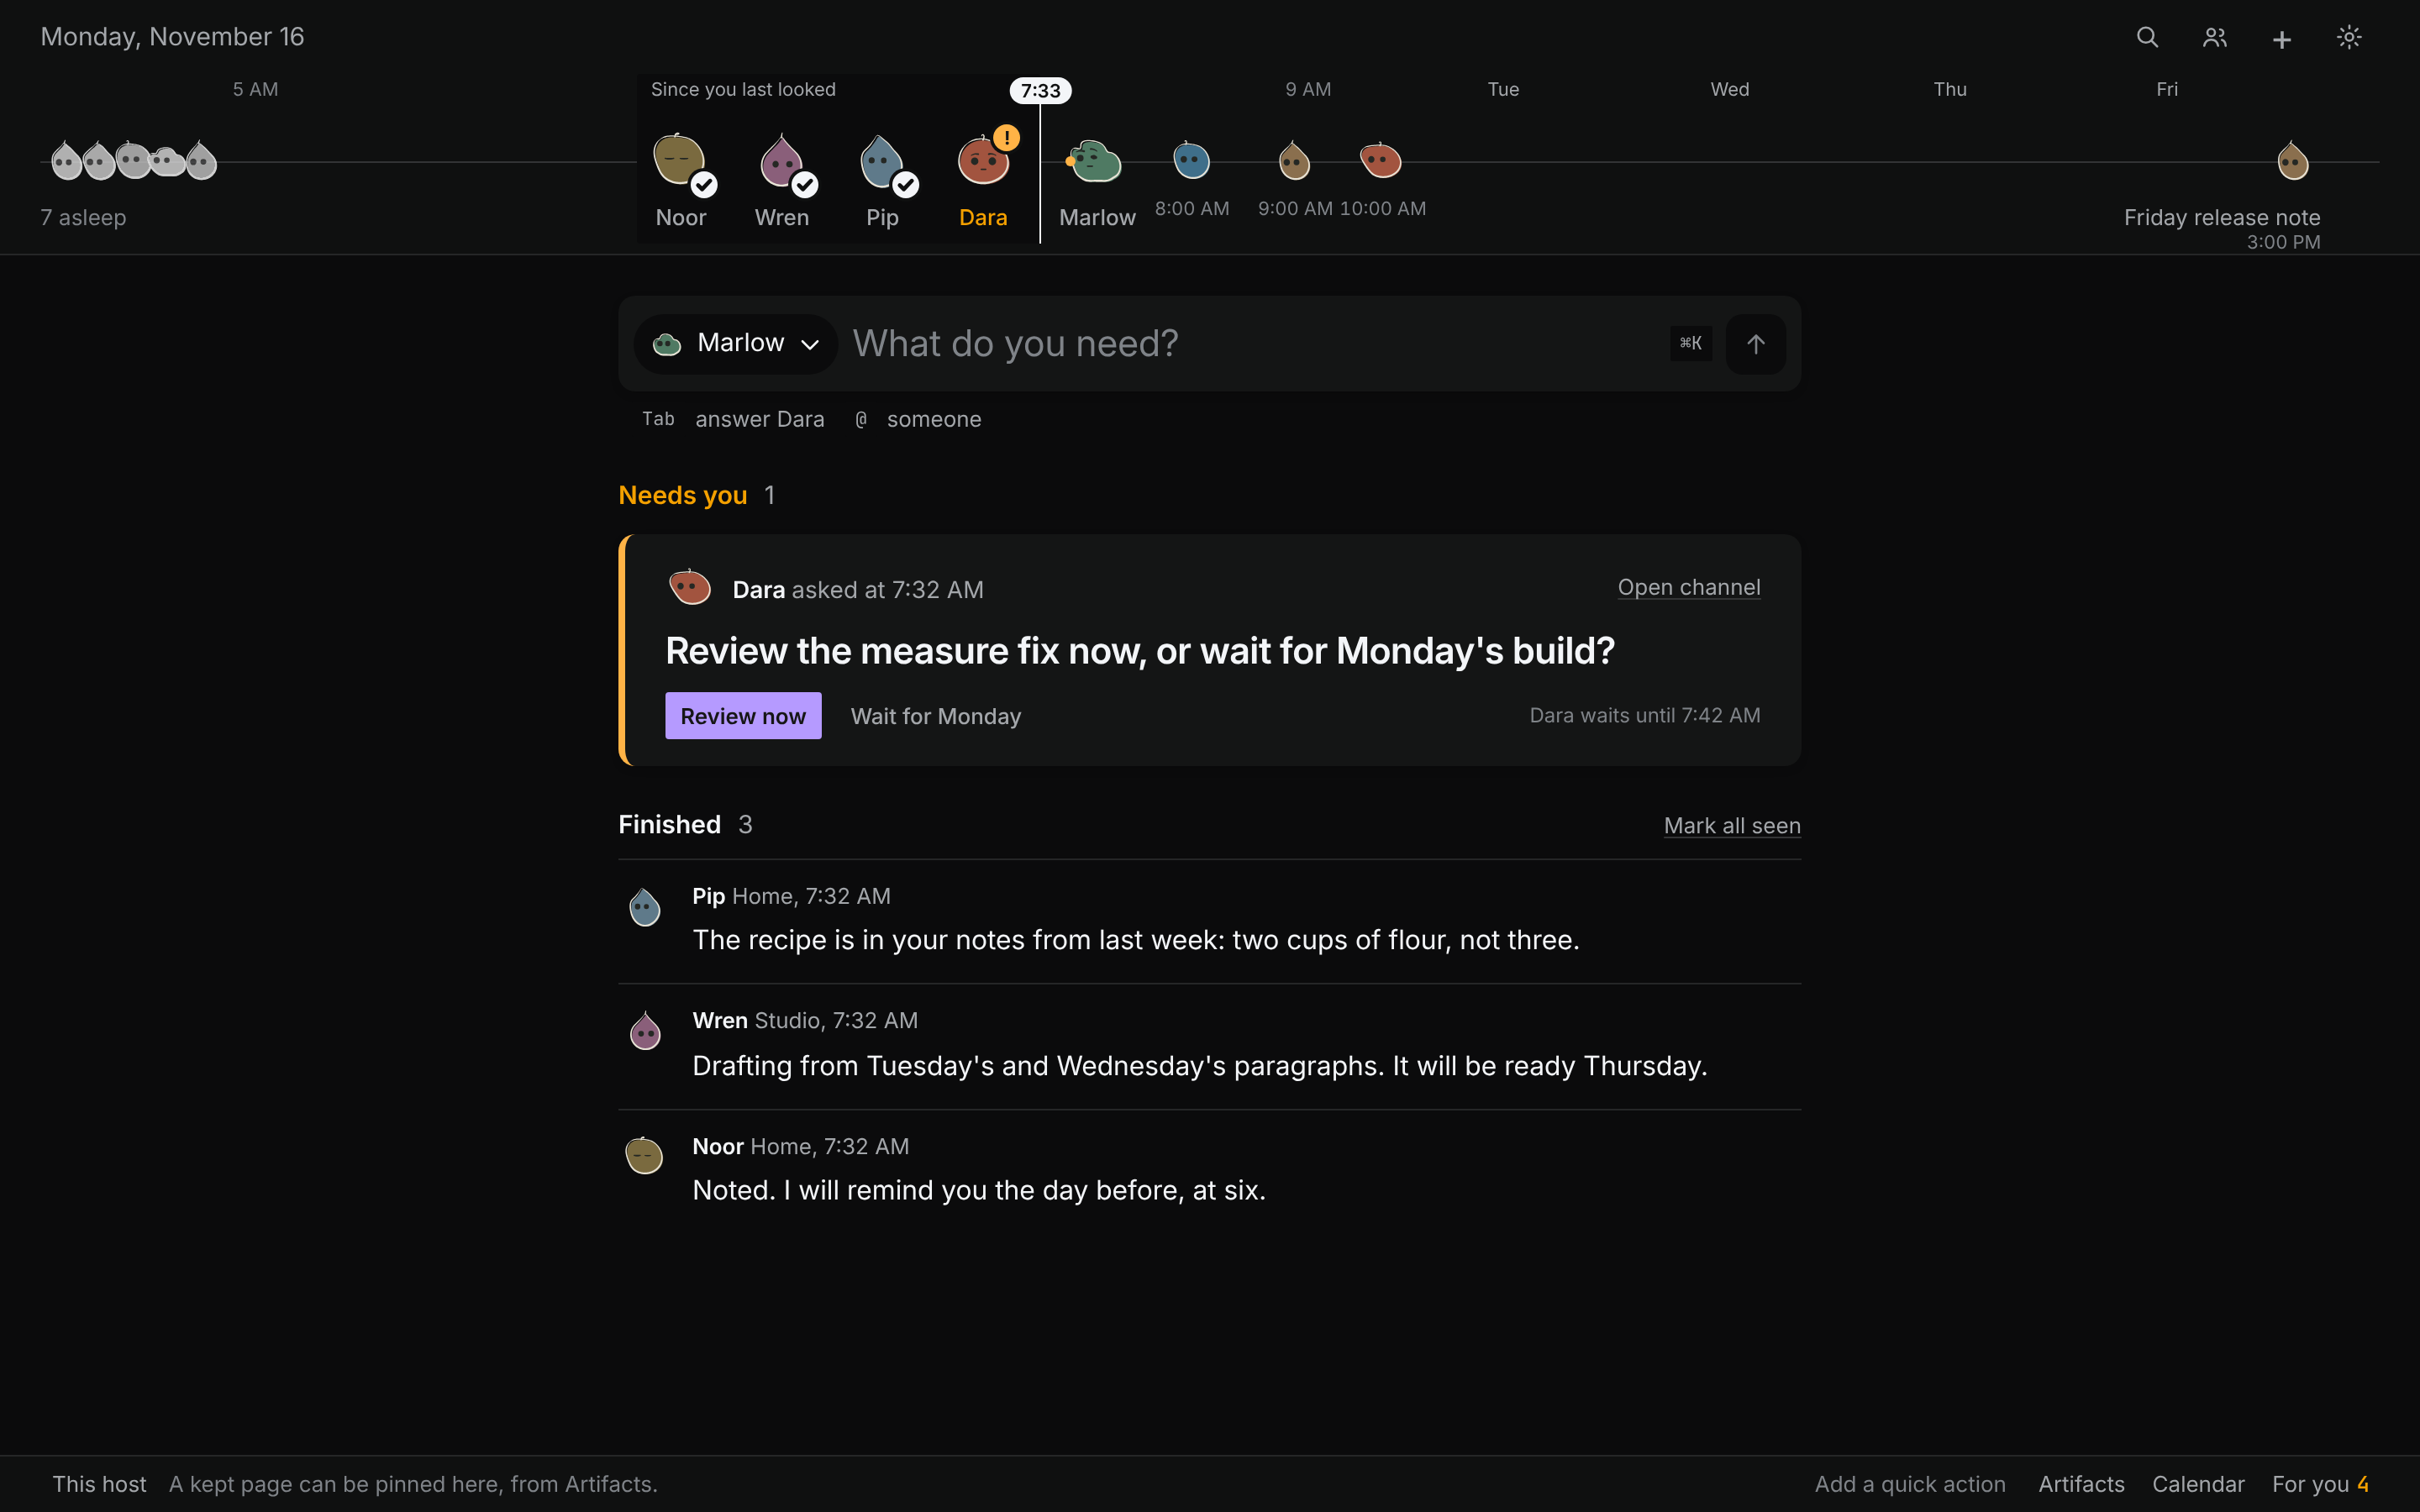 Monday, November 16
5 AM
Since you last looked
7:33
9 AM
Tue
Wed
Thu
Fri
!
7 asleep
Noor
Wren
Pip
Dara
Marlow
8:00 AM
9:00 AM
10:00 AM
Friday release note
3:00 PM
Marlow
What do you need?
⌘K
Tab answer Dara @ someone
Needs you 1
Dara asked at 7:32 AM
Open channel
Review the measure fix now, or wait for Monday's build?
Review now
Wait for Monday
Dara waits until 7:42 AM
Finished 3
Mark all seen
Pip Home, 7:32 AM
The recipe is in your notes from last week: two cups of flour, not three.
Wren Studio, 7:32 AM
Drafting from Tuesday's and Wednesday's paragraphs. It will be ready Thursday.
Noor Home, 7:32 AM
Noted. I will remind you the day before, at six.
This host
A kept page can be pinned here, from Artifacts.
Add a quick action
Artifacts
Calendar
For you 4